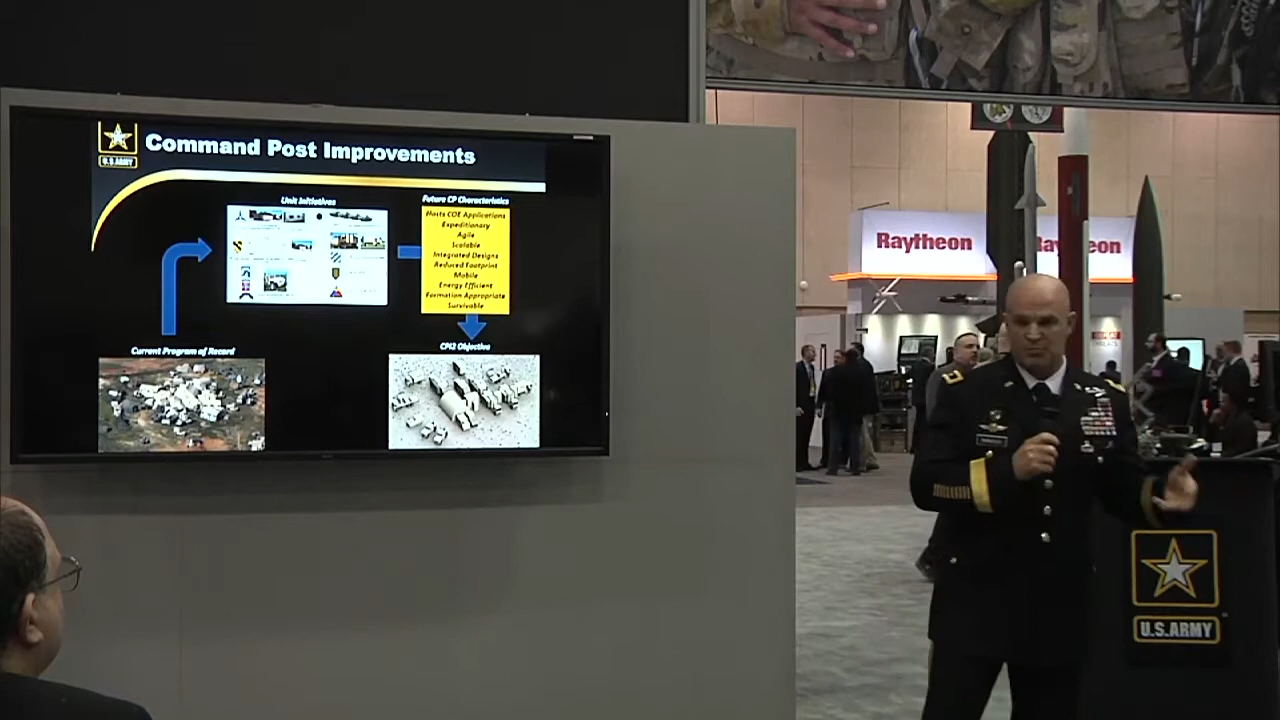 U.S.ARMY
Command Post Improvements
Unit Initiatives
Future CP Characteristics
Hosts COE Applications
Expeditionary
Agile
Scalable
Integrated Designs
Reduced Footprint
Mobile
Energy Efficient
Formation Appropriate
Survivable
Current Program of Record
CPI2 Objective
Raytheon
Raytheon
U.S.ARMY